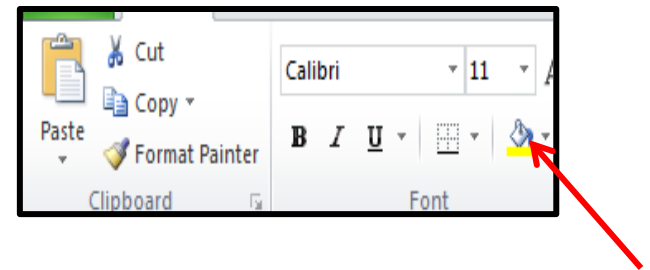 Cut
Calibri 11 A
Copy
Paste
B I U
Format Painter
Clipboard Font